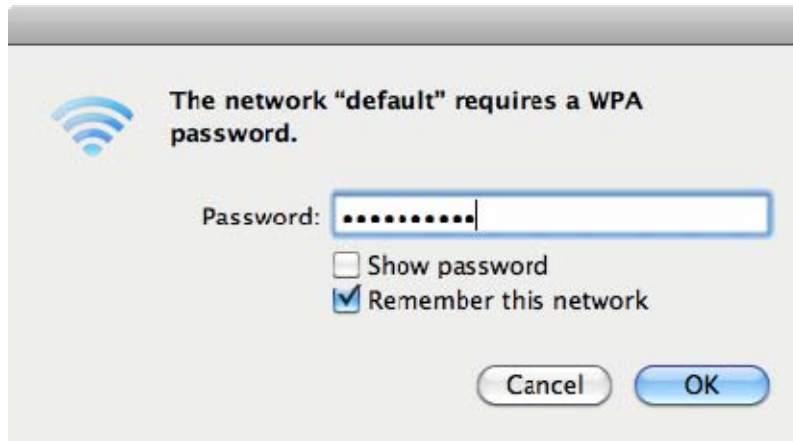 The network “default” requires a WPA
password.
Password: ••••••••••
Show password
Remember this network
Cancel OK